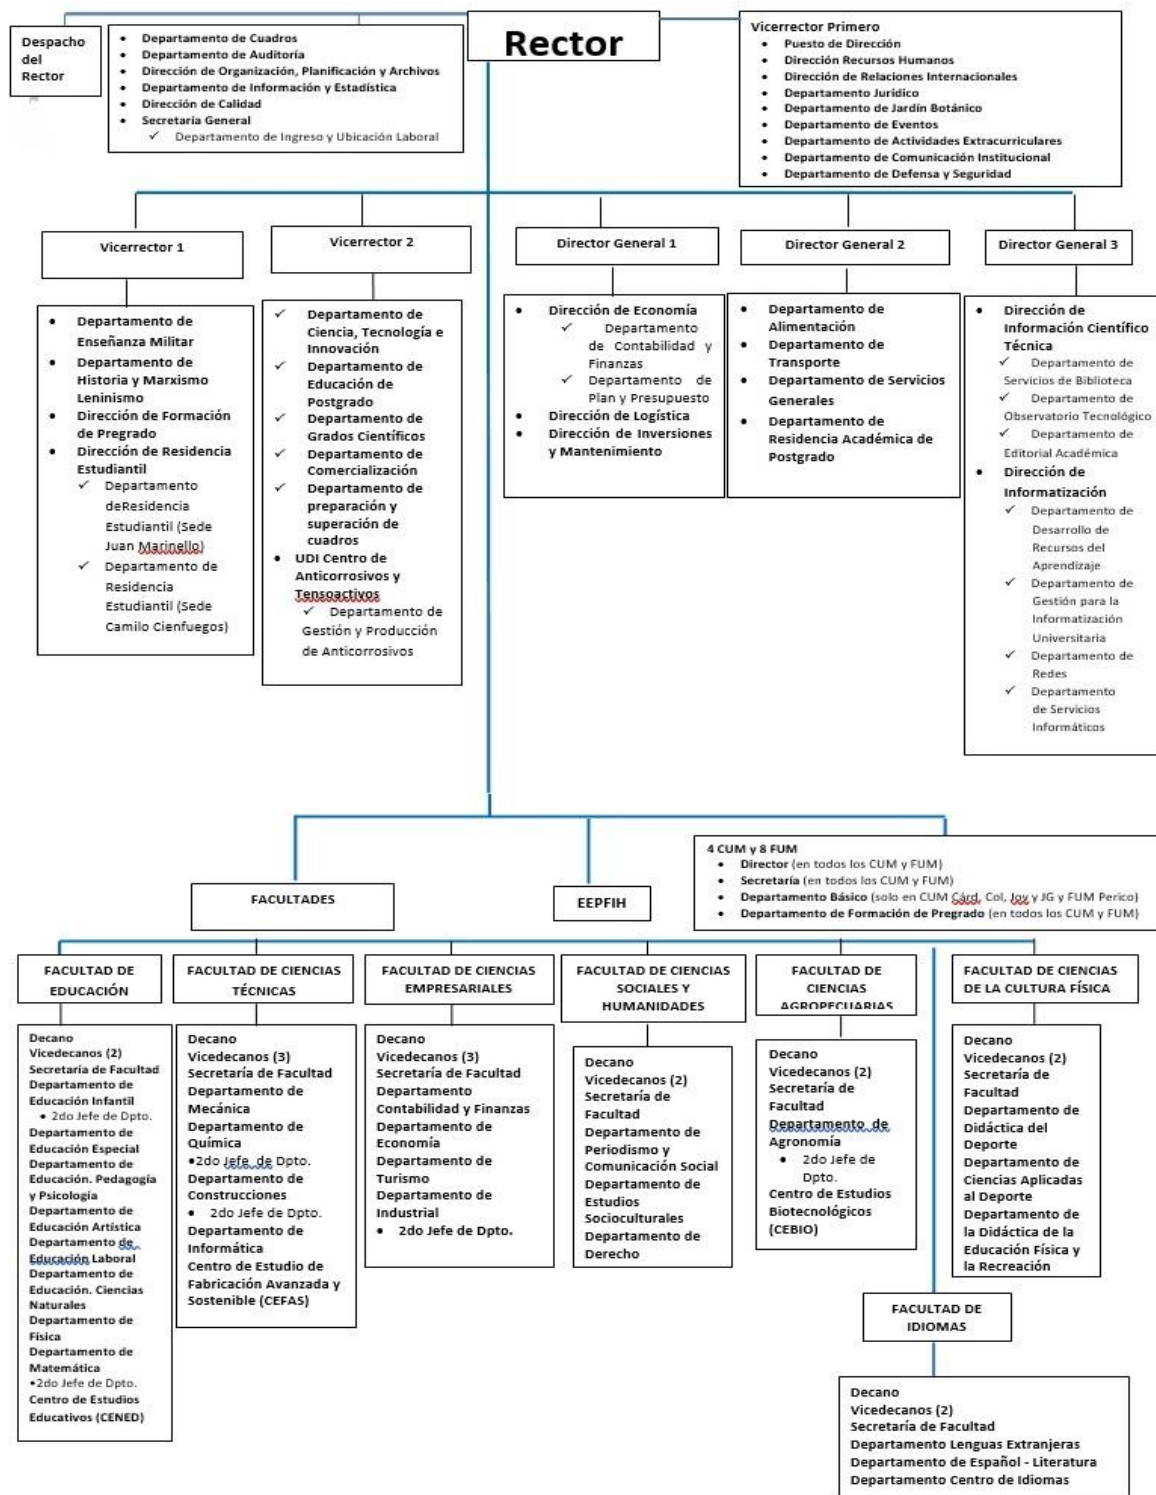 Rector
Despacho
del
Rector
• Departamento de Cuadros
• Departamento de Auditoría
• Dirección de Organización, Planificación y Archivos
• Departamento de Información y Estadística
• Dirección de Calidad
• Secretaría General
✓ Departamento de Ingreso y Ubicación Laboral
Vicerrector Primero
• Puesto de Dirección
• Dirección Recursos Humanos
• Dirección de Relaciones Internacionales
• Departamento Jurídico
• Departamento de Jardín Botánico
• Departamento de Eventos
• Departamento de Actividades Extracurriculares
• Departamento de Comunicación Institucional
• Departamento de Defensa y Seguridad
Vicerrector 1
• Departamento de
Enseñanza Militar
• Departamento de
Historia y Marxismo
Leninismo
• Dirección de Formación
de Pregrado
• Dirección de Residencia
Estudiantil
✓ Departamento
deResidencia
Estudiantil (Sede
Juan Marinello)
✓ Departamento de
Residencia
Estudiantil (Sede
Camilo Cienfuegos)
Vicerrector 2
✓ Departamento de
Ciencia, Tecnología e
Innovación
✓ Departamento de
Educación de
Postgrado
✓ Departamento de
Grados Científicos
✓ Departamento de
Comercialización
✓ Departamento de
preparación y
superación de
cuadros
• UDI Centro de
Anticorrosivos y
Tensoactivos
✓ Departamento de
Gestión y Producción
de Anticorrosivos
Director General 1
• Dirección de Economía
✓ Departamento
de Contabilidad y
Finanzas
✓ Departamento de
Plan y Presupuesto
• Dirección de Logística
• Dirección de Inversiones
y Mantenimiento
Director General 2
• Departamento de
Alimentación
• Departamento de
Transporte
• Departamento de Servicios
Generales
• Departamento de
Residencia Académica de
Postgrado
Director General 3
• Dirección de
Información Científico
Técnica
✓ Departamento de
Servicios de Biblioteca
✓ Departamento de
Observatorio Tecnológico
✓ Departamento de
Editorial Académica
• Dirección de
Informatización
✓ Departamento de
Desarrollo de
Recursos del
Aprendizaje
✓ Departamento de
Gestión para la
Informatización
Universitaria
✓ Departamento de
Redes
✓ Departamento
de Servicios
Informáticos
FACULTADES
EEPFIH
4 CUM y 8 FUM
• Director (en todos los CUM y FUM)
• Secretaría (en todos los CUM y FUM)
• Departamento Básico (solo en CUM Cárd, Col, Joy y JG y FUM Perico)
• Departamento de Formación de Pregrado (en todos los CUM y FUM)
FACULTAD DE
EDUCACIÓN
Decano
Vicedecanos (2)
Secretaría de Facultad
Departamento de
Educación Infantil
• 2do Jefe de Dpto.
Departamento de
Educación Especial
Departamento de
Educación. Pedagogía
y Psicología
Departamento de
Educación Artística
Departamento de
Educación Laboral
Departamento de
Educación. Ciencias
Naturales
Departamento de
Física
Departamento de
Matemática
•2do Jefe de Dpto.
Centro de Estudios
Educativos (CENED)
FACULTAD DE CIENCIAS
TÉCNICAS
Decano
Vicedecanos (3)
Secretaría de Facultad
Departamento de
Mecánica
Departamento de
Química
•2do Jefe de Dpto.
Departamento de
Construcciones
• 2do Jefe de Dpto.
Departamento de
Informática
Centro de Estudio de
Fabricación Avanzada y
Sostenible (CEFAS)
FACULTAD DE CIENCIAS
EMPRESARIALES
Decano
Vicedecanos (3)
Secretaría de Facultad
Departamento
Contabilidad y Finanzas
Departamento de
Economía
Departamento de
Turismo
Departamento de
Industrial
• 2do Jefe de Dpto.
FACULTAD DE CIENCIAS
SOCIALES Y
HUMANIDADES
Decano
Vicedecanos (2)
Secretaría de
Facultad
Departamento de
Periodismo y
Comunicación Social
Departamento de
Estudios
Socioculturales
Departamento de
Derecho
FACULTAD DE
CIENCIAS
AGROPECUARIAS
Decano
Vicedecanos (2)
Secretaría de
Facultad
Departamento de
Agronomía
• 2do Jefe de
Dpto.
Centro de Estudios
Biotecnológicos
(CEBIO)
FACULTAD DE CIENCIAS
DE LA CULTURA FÍSICA
Decano
Vicedecanos (2)
Secretaría de
Facultad
Departamento de
Didáctica del
Deporte
Departamento de
Ciencias Aplicadas
al Deporte
Departamento de
la Didáctica de la
Educación Física y
la Recreación
FACULTAD DE
IDIOMAS
Decano
Vicedecanos (2)
Secretaría de Facultad
Departamento Lenguas Extranjeras
Departamento de Español - Literatura
Departamento Centro de Idiomas